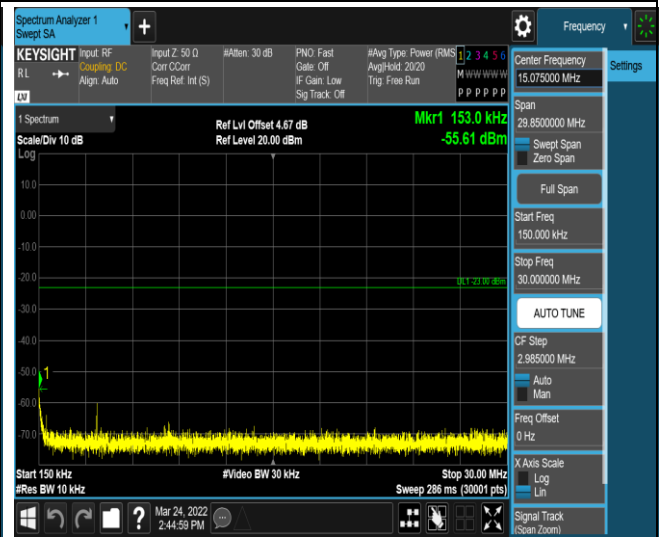 Spectrum Analyzer 1
Swept SA
Frequency
KEYSIGHT
RL
LXI
Input: RF
Coupling: DC
Align: Auto
Input Z: 50 Ω
Corr CCorr
Freq Ref: Int (S)
#Atten: 30 dB
PNO: Fast
Gate: Off
IF Gain: Low
Sig Track: Off
#Avg Type: Power (RMS
Avg|Hold: 20/20
Trig: Free Run
1 2 3 4 5 6
M W W W W W
P P P P P P
Settings
1 Spectrum
Scale/Div 10 dB
Log
Ref Lvl Offset 4.67 dB
Ref Level 20.00 dBm
Mkr1 153.0 kHz
-55.61 dBm
10.0
0.00
-10.0
-20.0
DL1 -23.00 dBm
-30.0
-40.0
-50.0
1
-60.0
-70.0
Start 150 kHz
#Video BW 30 kHz
Stop 30.00 MHz
#Res BW 10 kHz
Sweep 286 ms (30001 pts)
Mar 24, 2022
2:44:59 PM
Center Frequency
15.075000 MHz
Span
29.8500000 MHz
Swept Span
Zero Span
Full Span
Start Freq
150.000 kHz
Stop Freq
30.000000 MHz
AUTO TUNE
CF Step
2.985000 MHz
Auto
Man
Freq Offset
0 Hz
X Axis Scale
Log
Lin
Signal Track
(Span Zoom)